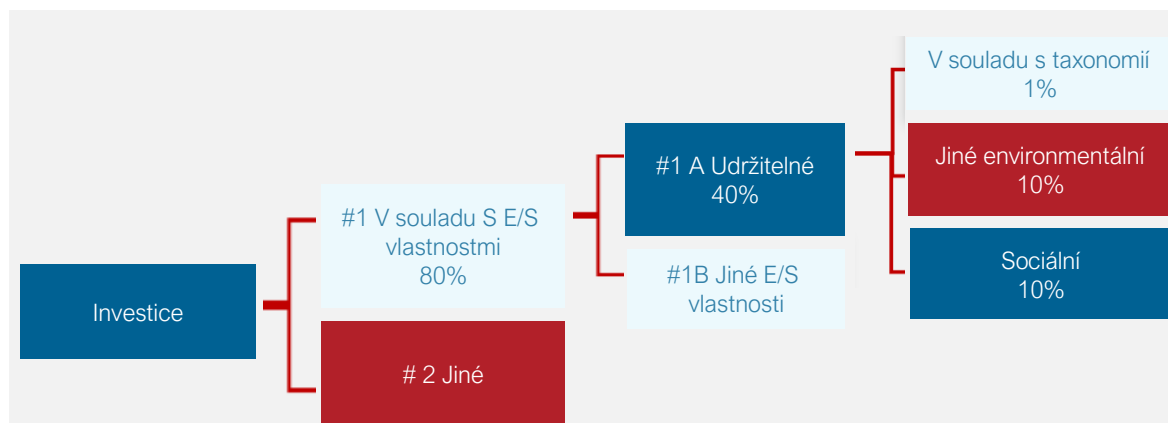 Investice
#1 V souladu S E/S
vlastnostmi
80%
# 2 Jiné
#1 A Udržitelné
40%
#1B Jiné E/S
vlastnosti
V souladu s taxonomií
1%
Jiné environmentální
10%
Sociální
10%